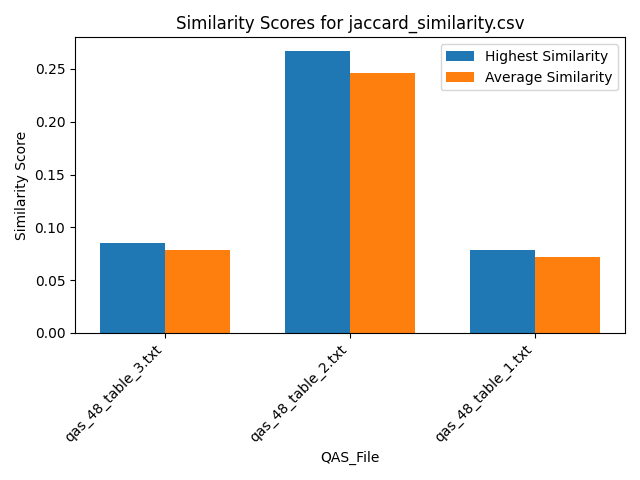 Similarity Scores for jaccard_similarity.csv
Highest Similarity
Average Similarity
Similarity Score
0.25
0.20
0.15
0.10
0.05
0.00
qas_48_table_3.txt
qas_48_table_2.txt
qas_48_table_1.txt
QAS_File